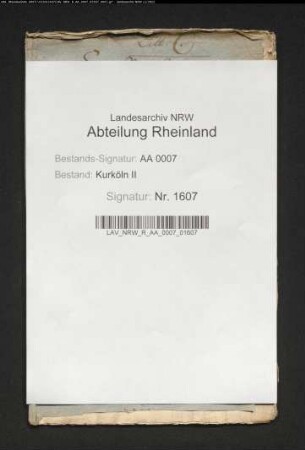 Landesarchiv NRW
Abteilung Rheinland
Bestands-Signatur: AA 0007
Bestand: Kurköln II
Signatur: Nr. 1607
LAV_NRW_R_AA_0007_01607